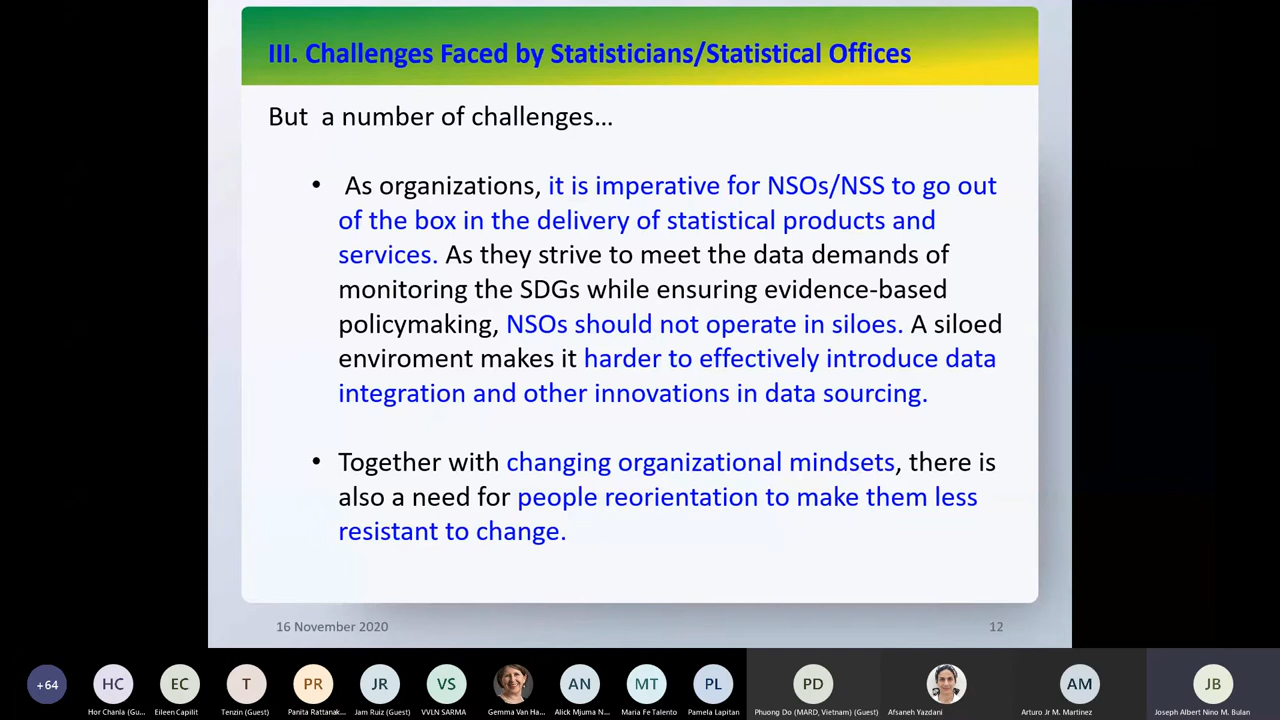 III. Challenges Faced by Statisticians/Statistical Offices
But a number of challenges...
• As organizations, it is imperative for NSOs/NSS to go out
of the box in the delivery of statistical products and
services. As they strive to meet the data demands of
monitoring the SDGs while ensuring evidence-based
policymaking, NSOs should not operate in siloes. A siloed
enviroment makes it harder to effectively introduce data
integration and other innovations in data sourcing.
• Together with changing organizational mindsets, there is
also a need for people reorientation to make them less
resistant to change.
16 November 2020 12
+64 HC EC T PR JR VS AN MT PL PD AM JB
Hor Chanla (Gu... Eileen Capilit Tenzin (Guest) Panita Rattanak... Jam Ruiz (Guest) VVLN SARMA Gemma Van Ha... Alick Mjuma N... Maria Fe Talento Pamela Lapitan Phuong Do (MARD, Vietnam) (Guest) Afsaneh Yazdani Arturo Jr M. Martinez Joseph Albert Nino M. Bulan